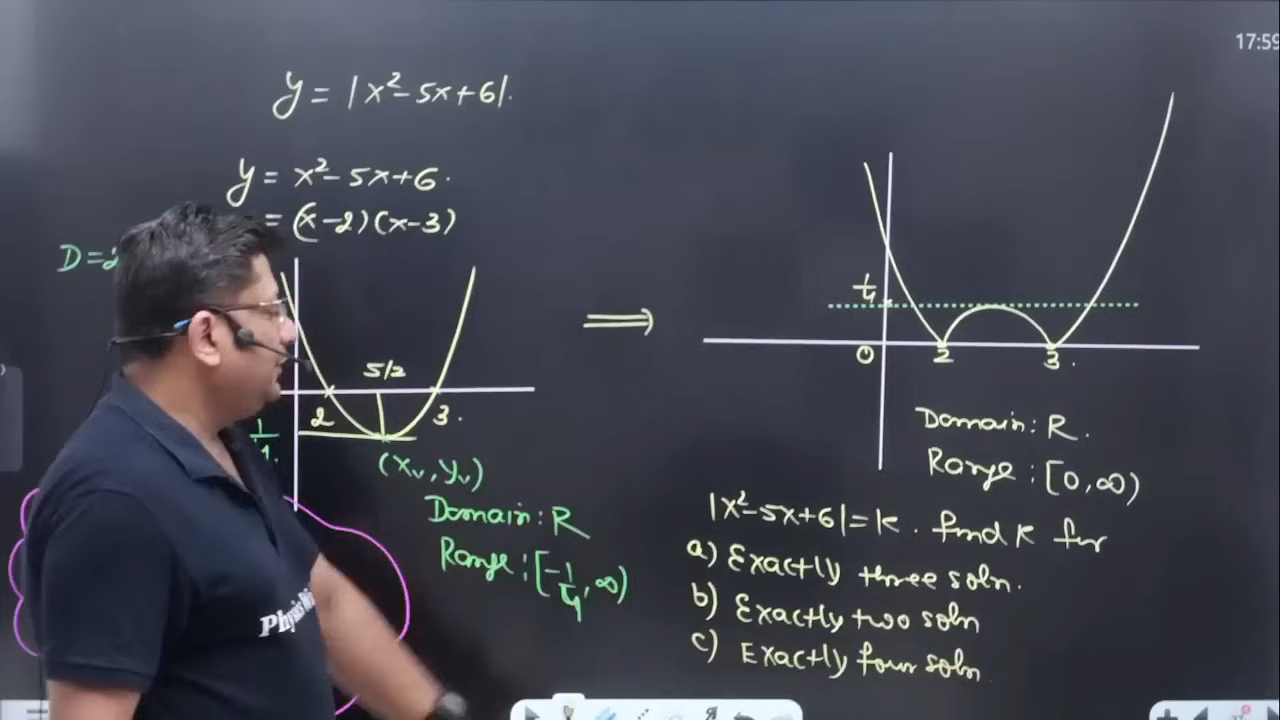 17:59
y = |x²-5x+6|.
y = x²-5x+6.
= (x-2)(x-3)
D=
5/2
2
3.
(xᵥ, yᵥ)
Domain: R
Range: [-1/4, ∞)
⟹
1/4
0
2
3.
Domain: R.
Range: [0, ∞)
|x²-5x+6|=k. find k for
a) Exactly three soln.
b) Exactly two soln
c) Exactly four soln.
Physics